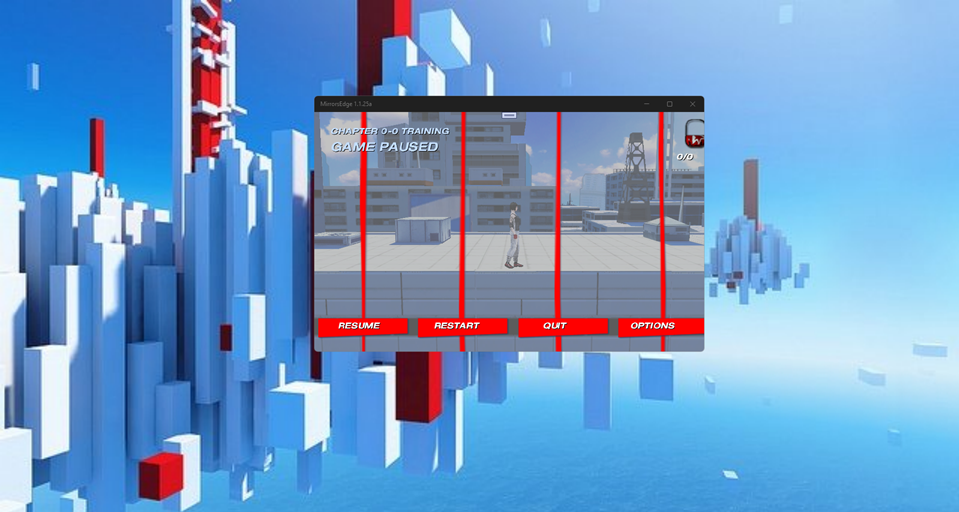 MirrorsEdge 1.1.25e
CHAPTER 0-0 TRAINING
GAME PAUSED
0/0
RESUME
RESTART
QUIT
OPTIONS